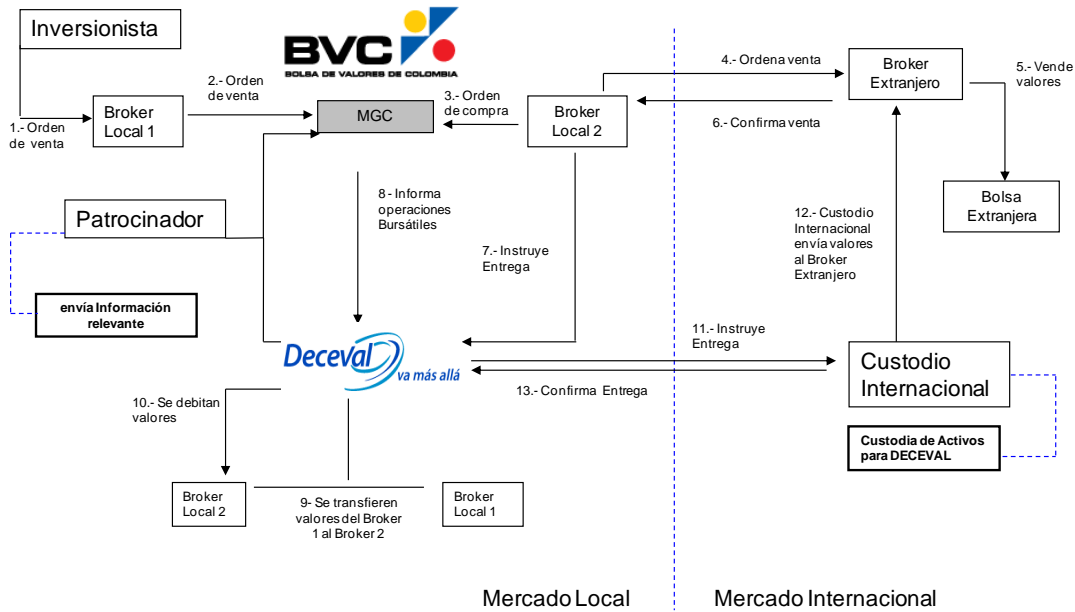 Inversionista
BVC
BOLSA DE VALORES DE COLOMBIA
1.- Orden
de venta
Broker
Local 1
2.- Orden
de venta
MGC
3.- Orden
de compra
Broker
Local 2
4.- Ordena venta
6.- Confirma venta
Broker
Extranjero
5.- Vende
valores
Bolsa
Extranjera
Patrocinador
envía Información
relevante
8 - Informa
operaciones
Bursátiles
7.- Instruye
Entrega
12.- Custodio
Internacional
envía valores
al Broker
Extranjero
Deceval
va más allá
11.- Instruye
Entrega
13.- Confirma Entrega
Custodio
Internacional
Custodia de Activos
para DECEVAL
10.- Se debitan
valores
Broker
Local 2
9- Se transfieren
valores del Broker
1 al Broker 2
Broker
Local 1
Mercado Local
Mercado Internacional